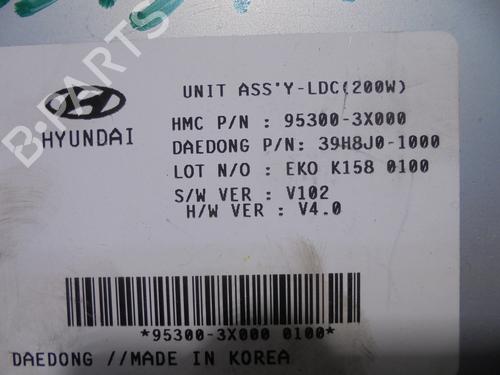 UNIT ASS'Y-LDC(200W)
HYUNDAI
HMC P/N : 95300-3X000
DAEDONG P/N: 39H8J0-1000
LOT N/O : EKO K158 0100
S/W VER : V102
H/W VER : V4.0
*95300-3X000 0100*
DAEDONG //MADE IN KOREA
B-PARTS